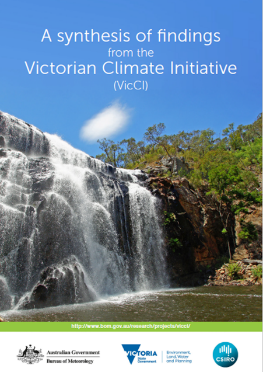 A synthesis of findings
from the
Victorian Climate Initiative
(VicCI)
http://www.bom.gov.au/research/projects/vicci/
Australian Government
Bureau of Meteorology
VICTORIA
State
Government
Environment,
Land, Water
and Planning
CSIRO